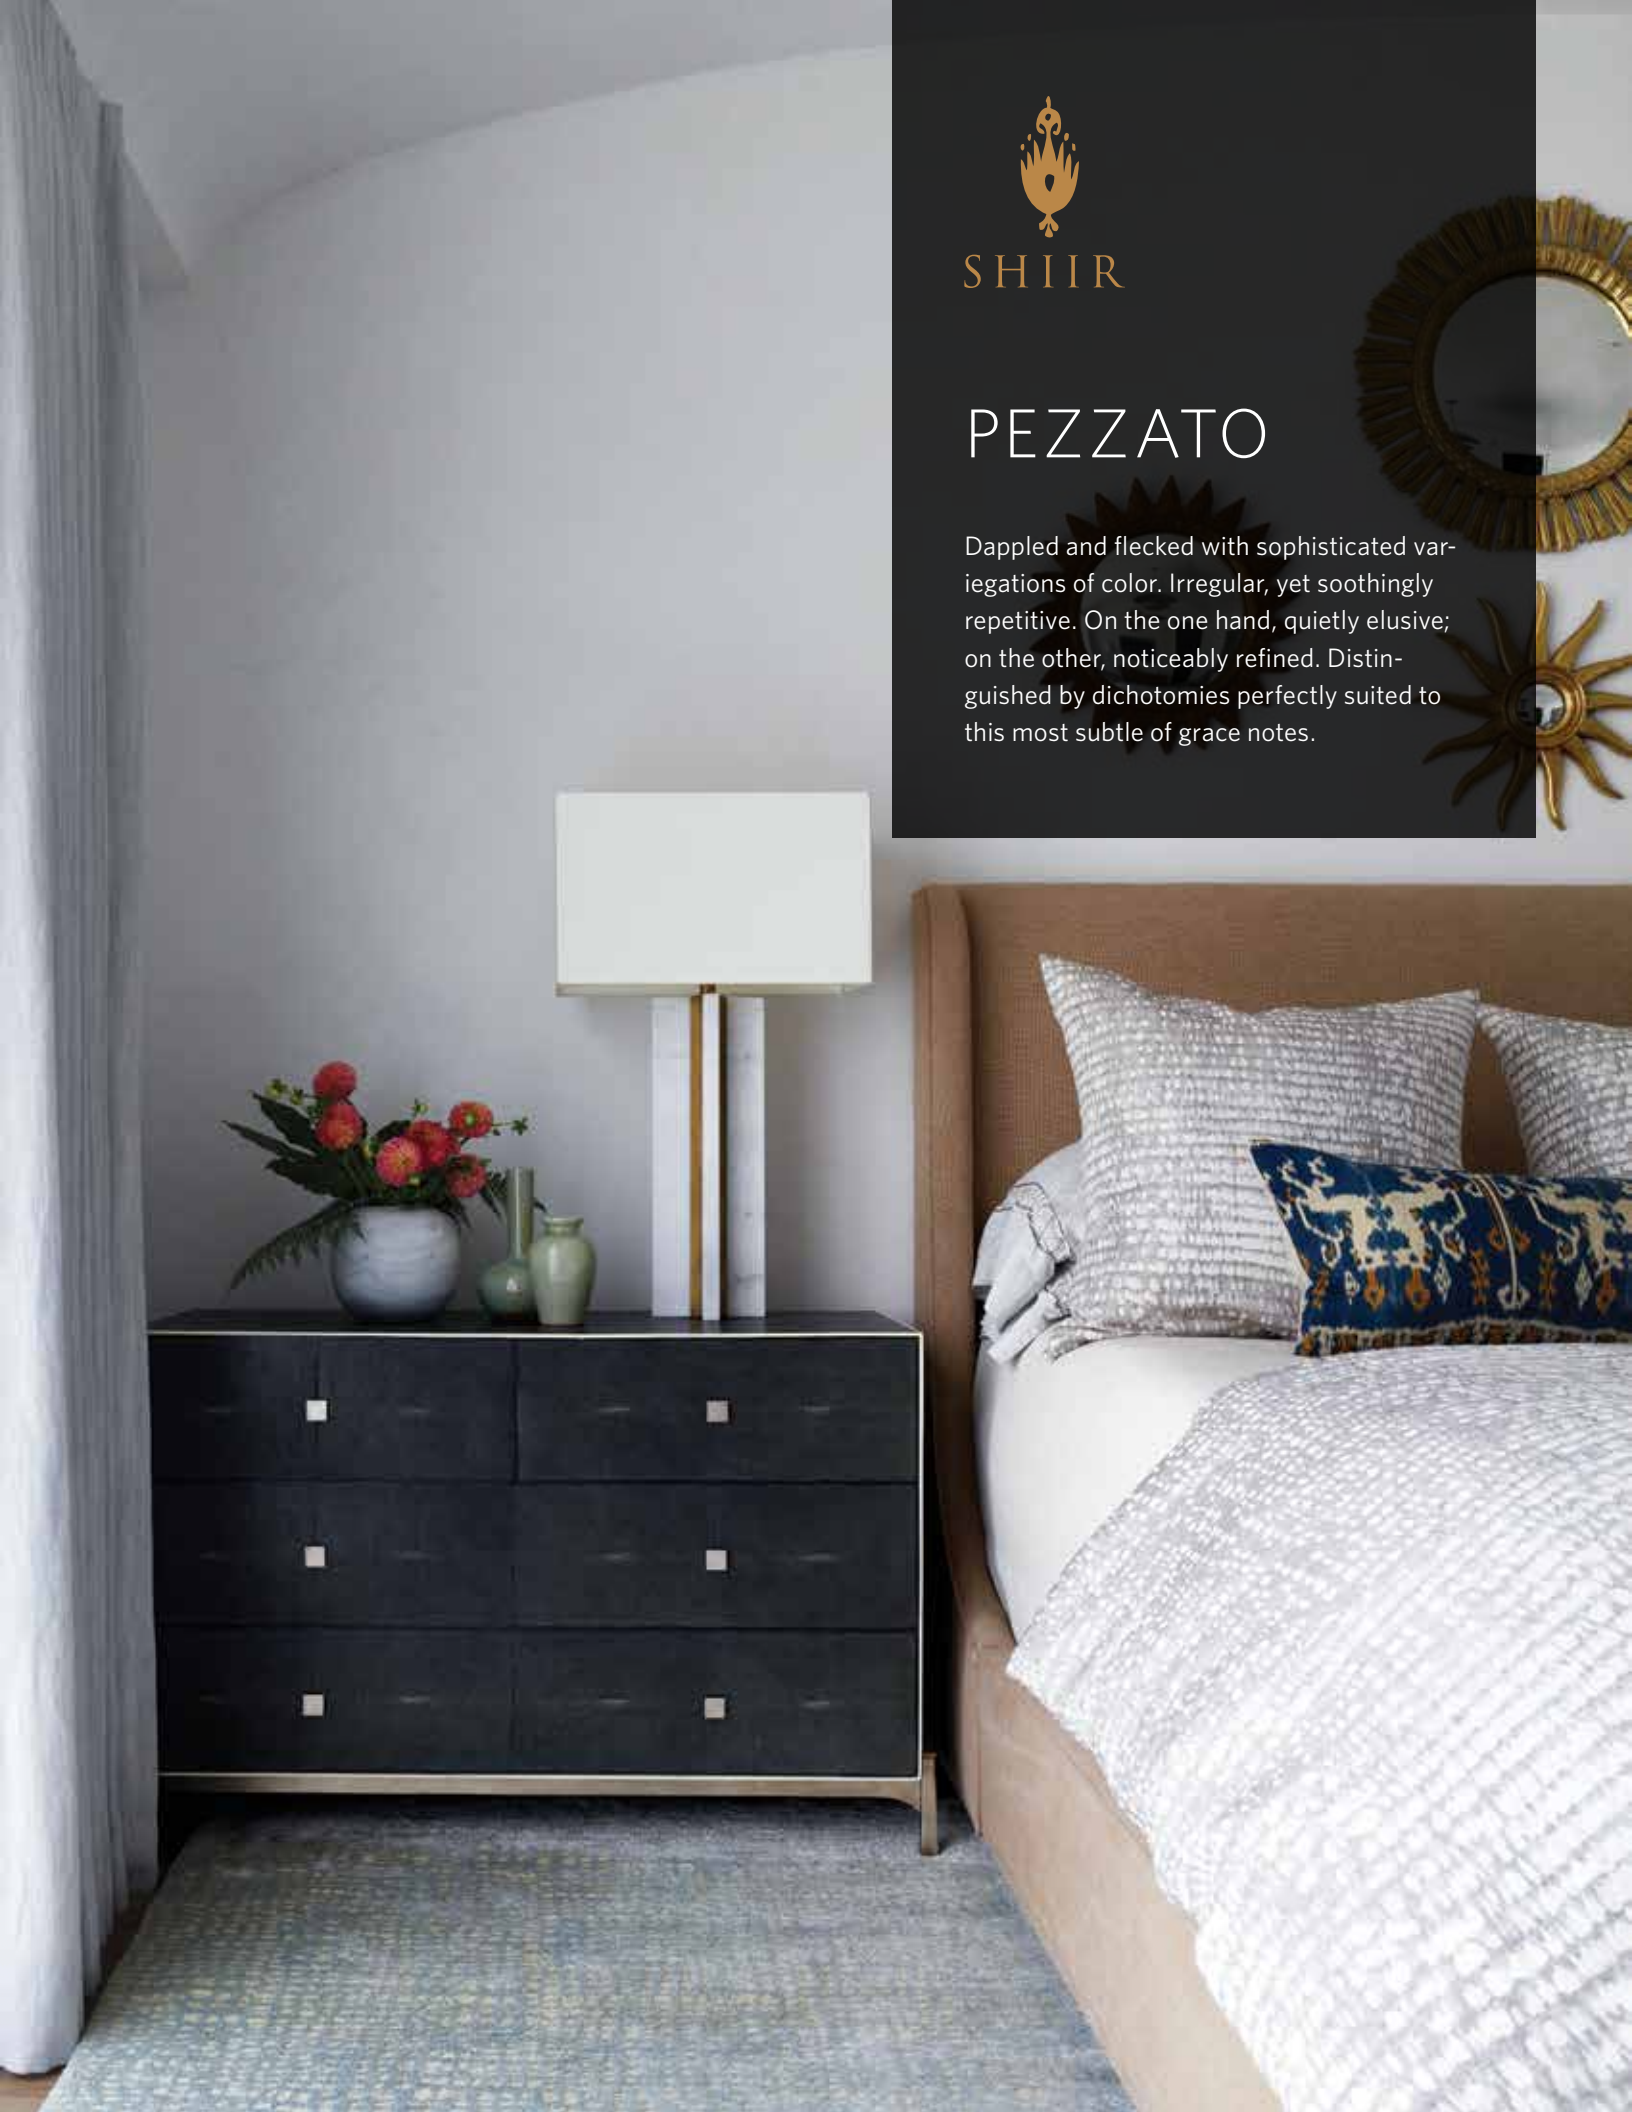 SHIIR
PEZZATO
Dappled and flecked with sophisticated var-
iegations of color. Irregular, yet soothingly
repetitive. On the one hand, quietly elusive;
on the other, noticeably refined. Distin-
guished by dichotomies perfectly suited to
this most subtle of grace notes.